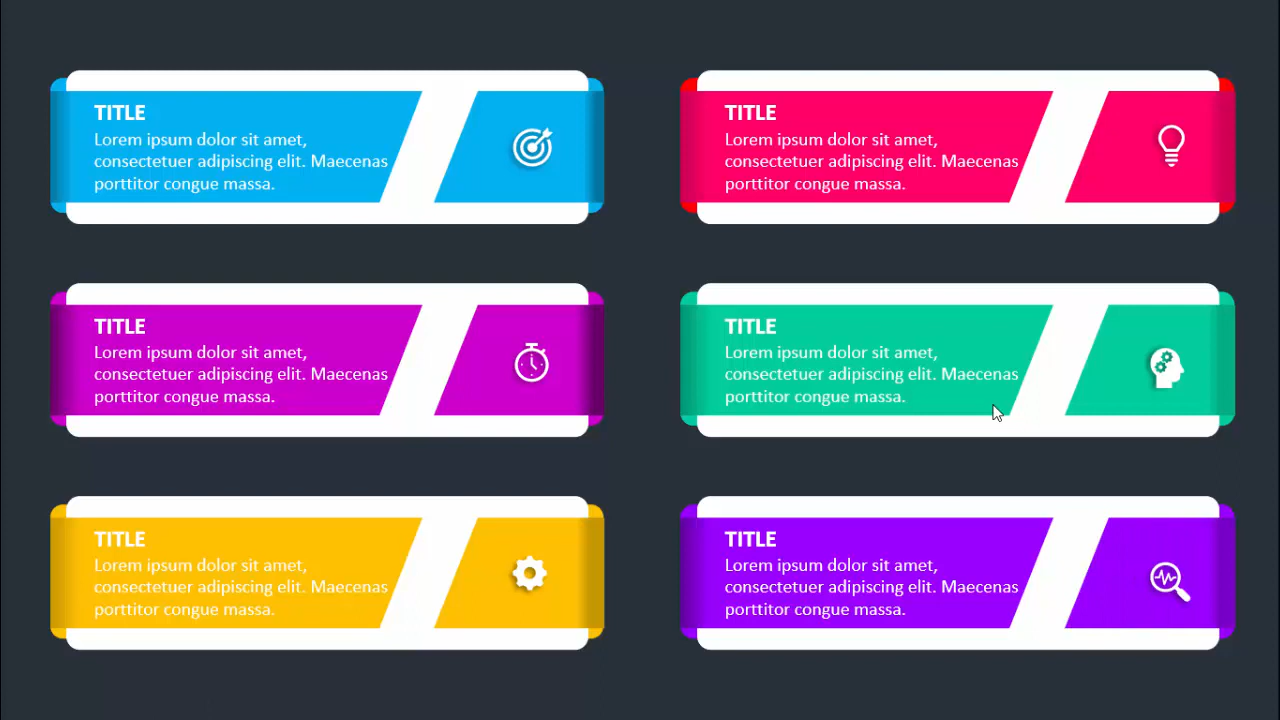 TITLE
Lorem ipsum dolor sit amet,
consectetuer adipiscing elit. Maecenas
porttitor congue massa.
TITLE
Lorem ipsum dolor sit amet,
consectetuer adipiscing elit. Maecenas
porttitor congue massa.
TITLE
Lorem ipsum dolor sit amet,
consectetuer adipiscing elit. Maecenas
porttitor congue massa.
TITLE
Lorem ipsum dolor sit amet,
consectetuer adipiscing elit. Maecenas
porttitor congue massa.
TITLE
Lorem ipsum dolor sit amet,
consectetuer adipiscing elit. Maecenas
porttitor congue massa.
TITLE
Lorem ipsum dolor sit amet,
consectetuer adipiscing elit. Maecenas
porttitor congue massa.